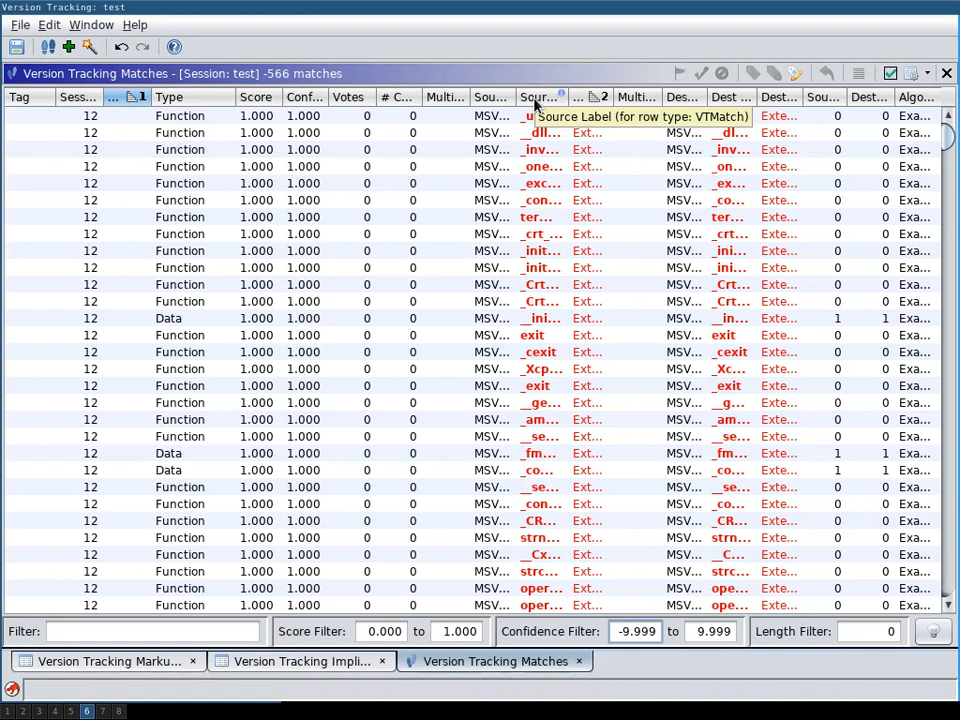 Version Tracking: test
File Edit Window Help
Version Tracking Matches - [Session: test] -566 matches
Tag Sess... ... 1 Type Score Conf... Votes # C... Multi... Sou... Sour... ... 2 Multi... Des... Dest ... Dest... Sou... Dest... Algo...
Source Label (for row type: VTMatch)
12 Function 1.000 1.000 0 0 MSV... _u Exte... 0 0 Exa...
12 Function 1.000 1.000 0 0 MSV... __dll... Ext... MSV... __dl... Exte... 0 0 Exa...
12 Function 1.000 1.000 0 0 MSV... _inv... Ext... MSV... _in... Exte... 0 0 Exa...
12 Function 1.000 1.000 0 0 MSV... _one... Ext... MSV... _on... Exte... 0 0 Exa...
12 Function 1.000 1.000 0 0 MSV... _exc... Ext... MSV... _ex... Exte... 0 0 Exa...
12 Function 1.000 1.000 0 0 MSV... _con... Ext... MSV... _co... Exte... 0 0 Exa...
12 Function 1.000 1.000 0 0 MSV... ter... Ext... MSV... ter... Exte... 0 0 Exa...
12 Function 1.000 1.000 0 0 MSV... _crt_... Ext... MSV... _crt... Exte... 0 0 Exa...
12 Function 1.000 1.000 0 0 MSV... _init... Ext... MSV... _ini... Exte... 0 0 Exa...
12 Function 1.000 1.000 0 0 MSV... _init... Ext... MSV... _ini... Exte... 0 0 Exa...
12 Function 1.000 1.000 0 0 MSV... _Crt... Ext... MSV... _Crt... Exte... 0 0 Exa...
12 Function 1.000 1.000 0 0 MSV... _Crt... Ext... MSV... _Crt... Exte... 0 0 Exa...
12 Data 1.000 1.000 0 0 MSV... __ini... Ext... MSV... __in... Exte... 1 1 Exa...
12 Function 1.000 1.000 0 0 MSV... exit Ext... MSV... exit Exte... 0 0 Exa...
12 Function 1.000 1.000 0 0 MSV... _cexit Ext... MSV... _cexit Exte... 0 0 Exa...
12 Function 1.000 1.000 0 0 MSV... _Xcp... Ext... MSV... _Xc... Exte... 0 0 Exa...
12 Function 1.000 1.000 0 0 MSV... _exit Ext... MSV... _exit Exte... 0 0 Exa...
12 Function 1.000 1.000 0 0 MSV... __ge... Ext... MSV... __g... Exte... 0 0 Exa...
12 Function 1.000 1.000 0 0 MSV... _am... Ext... MSV... _am... Exte... 0 0 Exa...
12 Function 1.000 1.000 0 0 MSV... __se... Ext... MSV... __se... Exte... 0 0 Exa...
12 Data 1.000 1.000 0 0 MSV... _fm... Ext... MSV... _fm... Exte... 1 1 Exa...
12 Data 1.000 1.000 0 0 MSV... _co... Ext... MSV... _co... Exte... 1 1 Exa...
12 Function 1.000 1.000 0 0 MSV... __se... Ext... MSV... __se... Exte... 0 0 Exa...
12 Function 1.000 1.000 0 0 MSV... _con... Ext... MSV... _co... Exte... 0 0 Exa...
12 Function 1.000 1.000 0 0 MSV... _CR... Ext... MSV... _CR... Exte... 0 0 Exa...
12 Function 1.000 1.000 0 0 MSV... strn... Ext... MSV... strn... Exte... 0 0 Exa...
12 Function 1.000 1.000 0 0 MSV... __Cx... Ext... MSV... __C... Exte... 0 0 Exa...
12 Function 1.000 1.000 0 0 MSV... strc... Ext... MSV... strc... Exte... 0 0 Exa...
12 Function 1.000 1.000 0 0 MSV... oper... Ext... MSV... ope... Exte... 0 0 Exa...
12 Function 1.000 1.000 0 0 MSV... oper... Ext... MSV... ope... Exte... 0 0 Exa...
Filter: Score Filter: 0.000 to 1.000 Confidence Filter: -9.999 to 9.999 Length Filter: 0
Version Tracking Marku... × Version Tracking Impli... × Version Tracking Matches ×
1 2 3 4 5 6 7 8